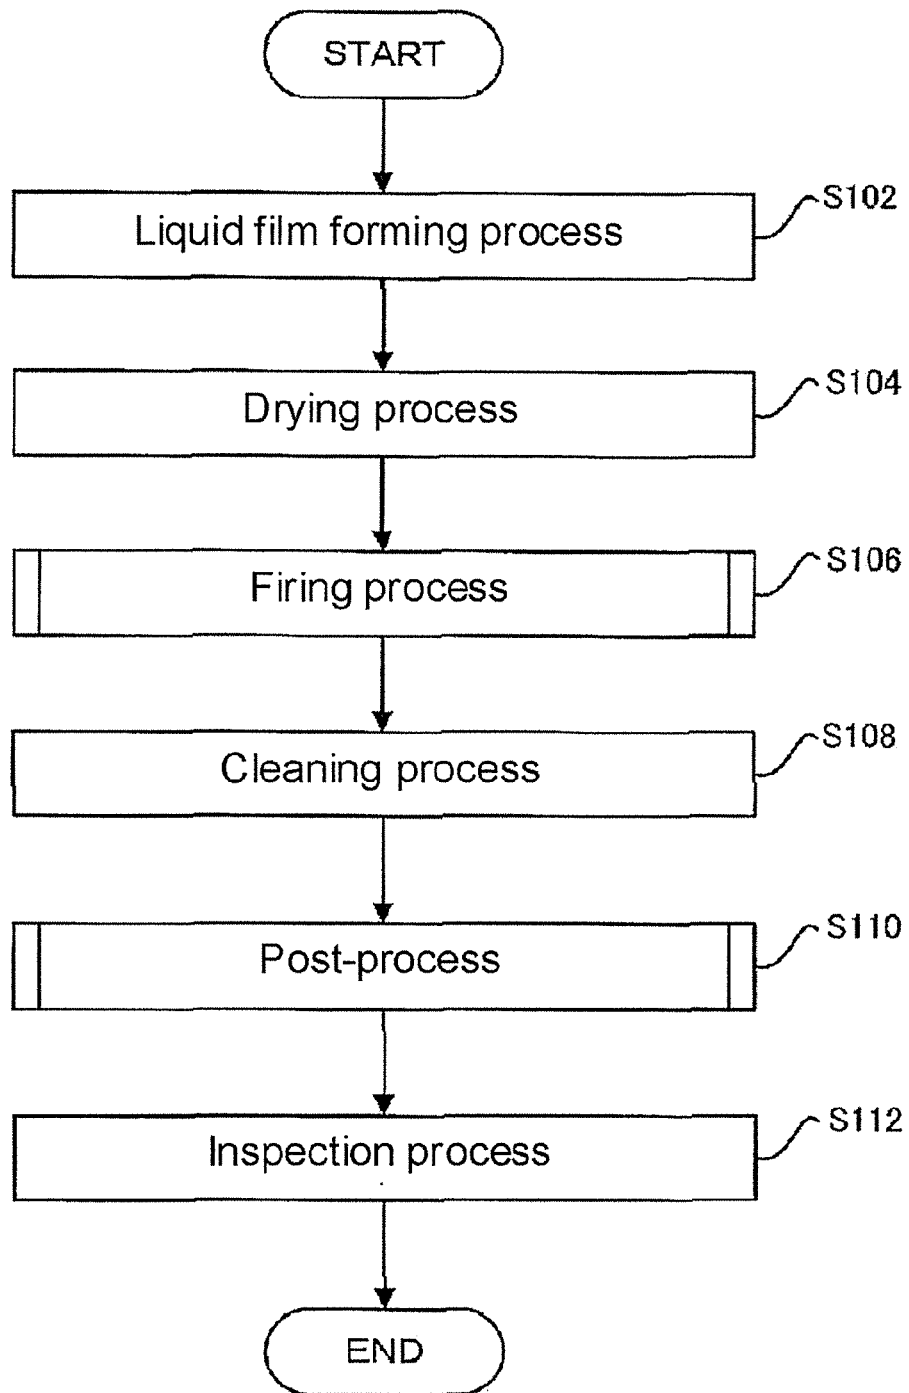 START
S102
Liquid film forming process
S104
Drying process
S106
Firing process
S108
Cleaning process
S110
Post-process
S112
Inspection process
END